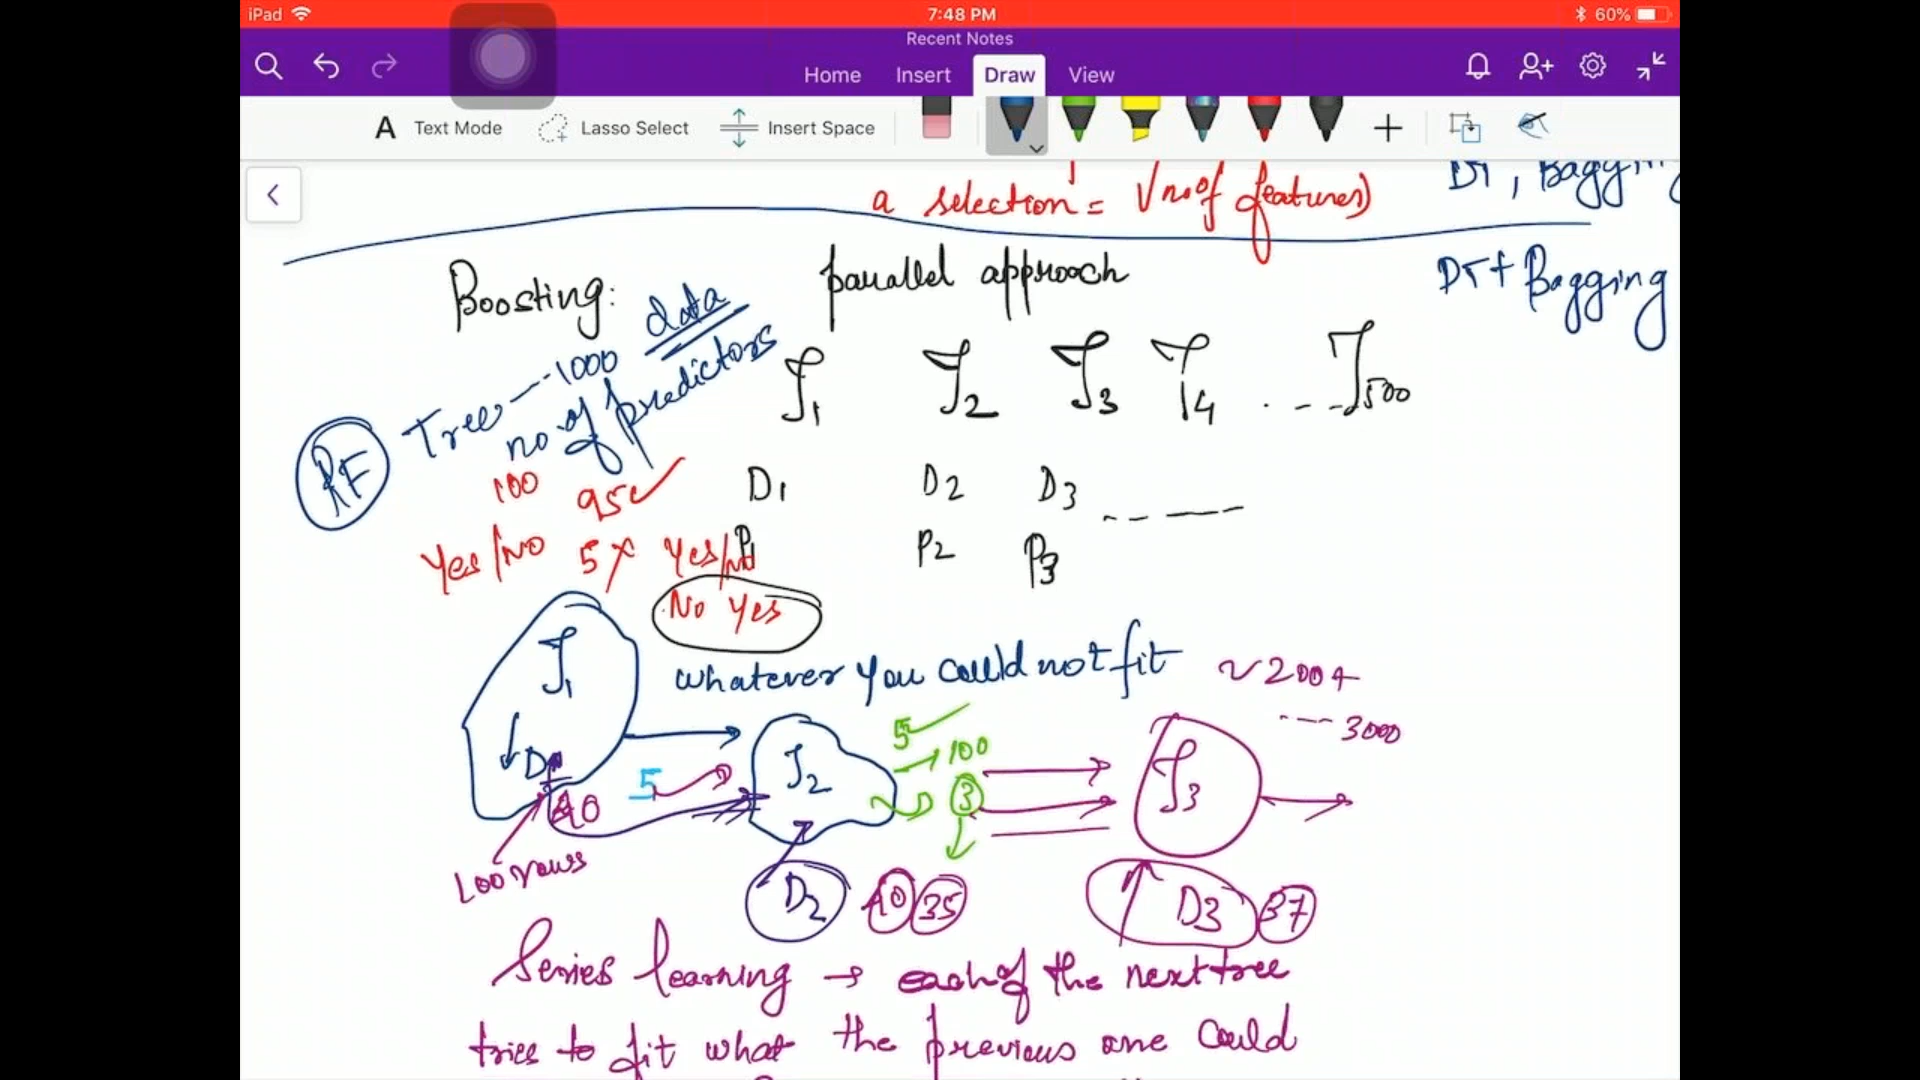 iPad 7:48 PM 60%
Recent Notes
Home Insert Draw View
A Text Mode Lasso Select Insert Space
a selection = √no of features)
DT, Bagging
Boosting: parallel approach
DT + Bagging
data
Tree --1000
no of predictors
T1 T2 T3 T4 . --- T500
RF
100 95 ✓
D1 D2 D3 -----
Yes/No 5 x Yes/No
P1 P2 P3
No Yes
T1
whatever you could not fit
~200+
--- 3000
5 ✓
100
D
5
T2
3
T3
40
100 rows
D2 40 35
D3 37
Series learning → each of the next tree
tries to fit what the previous one could